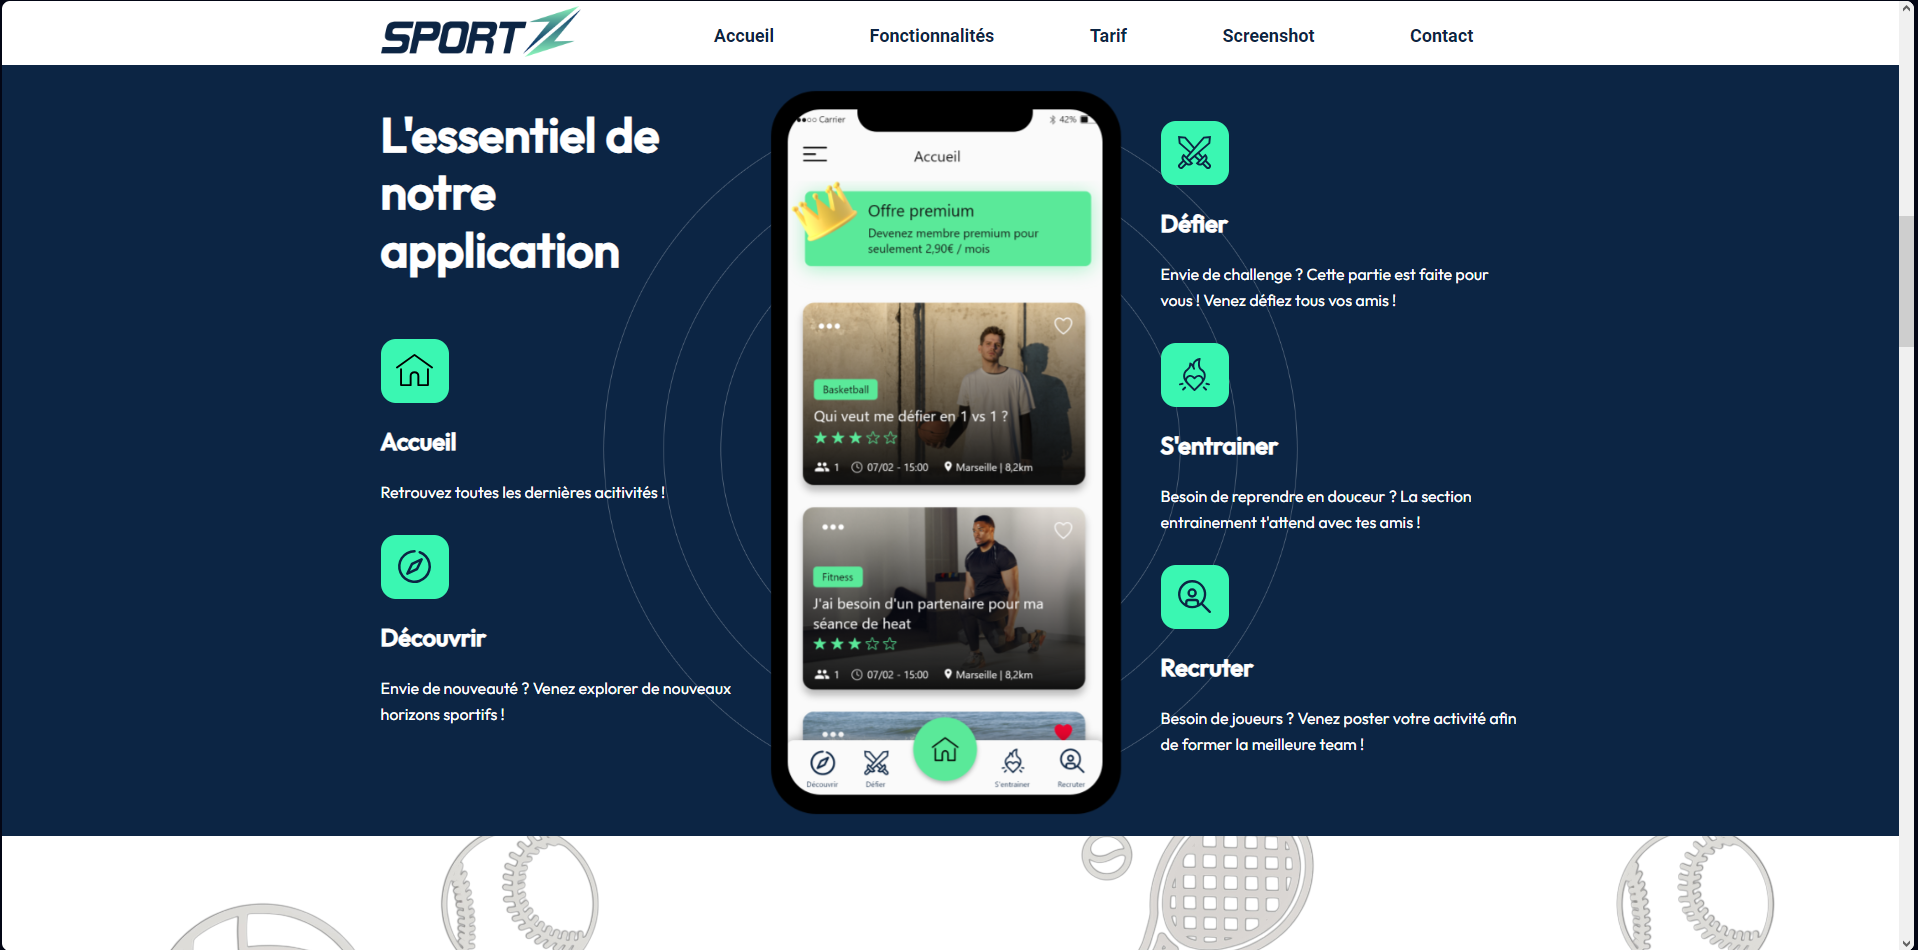 SPORTZ
Accueil
Fonctionnalités
Tarif
Screenshot
Contact
L'essentiel de
notre
application
Accueil
Retrouvez toutes les dernières acitivités !
Découvrir
Envie de nouveauté ? Venez explorer de nouveaux
horizons sportifs !
Carrier
42%
Accueil
Offre premium
Devenez membre premium pour
seulement 2,90€ / mois
Basketball
Qui veut me défier en 1 vs 1 ?
1 07/02 - 15:00 Marseille | 8,2km
Fitness
J'ai besoin d'un partenaire pour ma
séance de heat
1 07/02 - 15:00 Marseille | 8,2km
Découvrir
Défier
S'entrainer
Recruter
Défier
Envie de challenge ? Cette partie est faite pour
vous ! Venez défiez tous vos amis !
S'entrainer
Besoin de reprendre en douceur ? La section
entrainement t'attend avec tes amis !
Recruter
Besoin de joueurs ? Venez poster votre activité afin
de former la meilleure team !